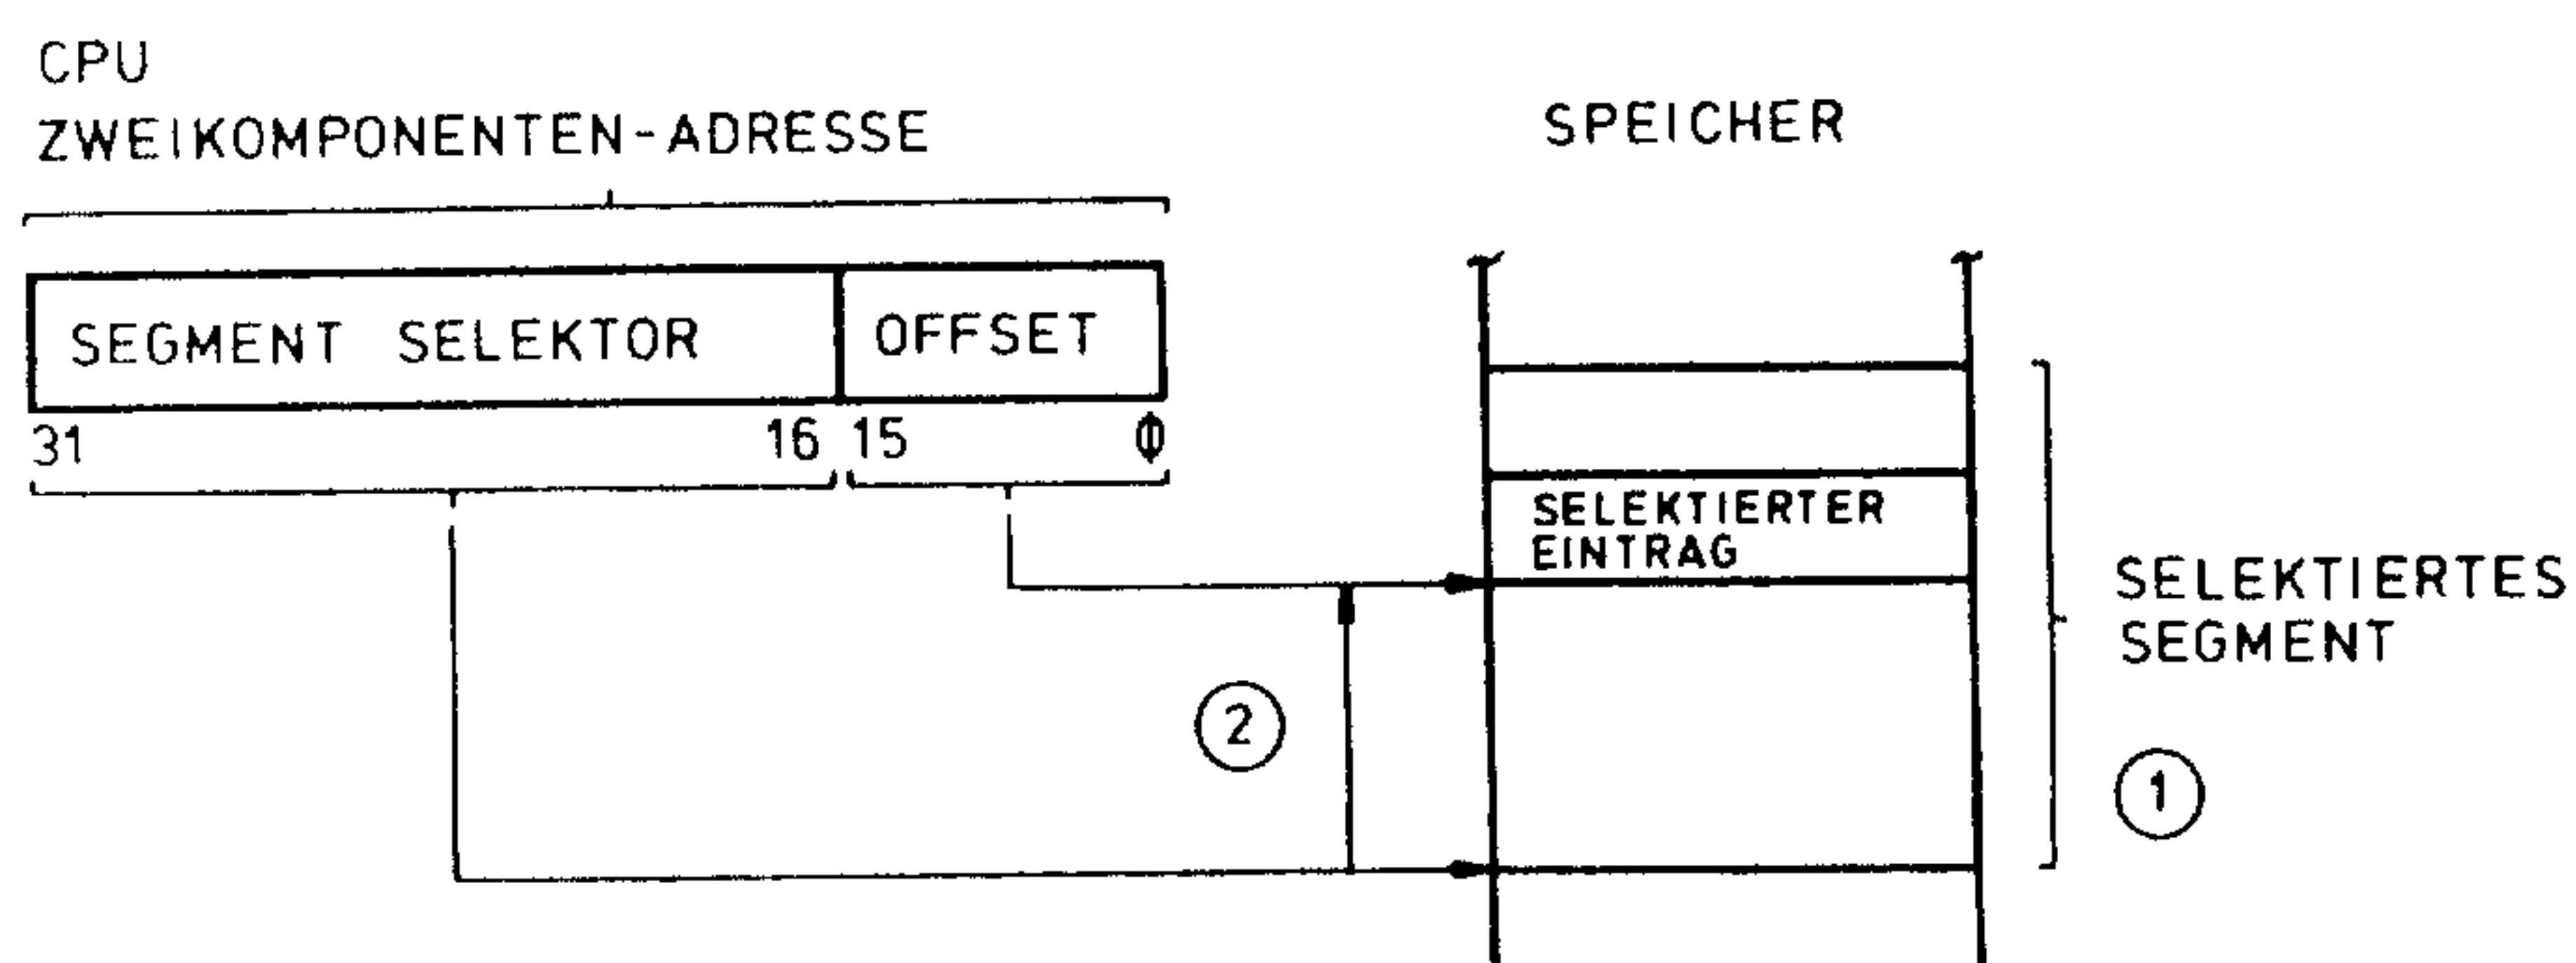 CPU
ZWEIKOMPONENTEN-ADRESSE
SPEICHER
SEGMENT SELEKTOR
OFFSET
31
16
15
Φ
SELEKTIERTER
EINTRAG
SELEKTIERTES
SEGMENT
2
1